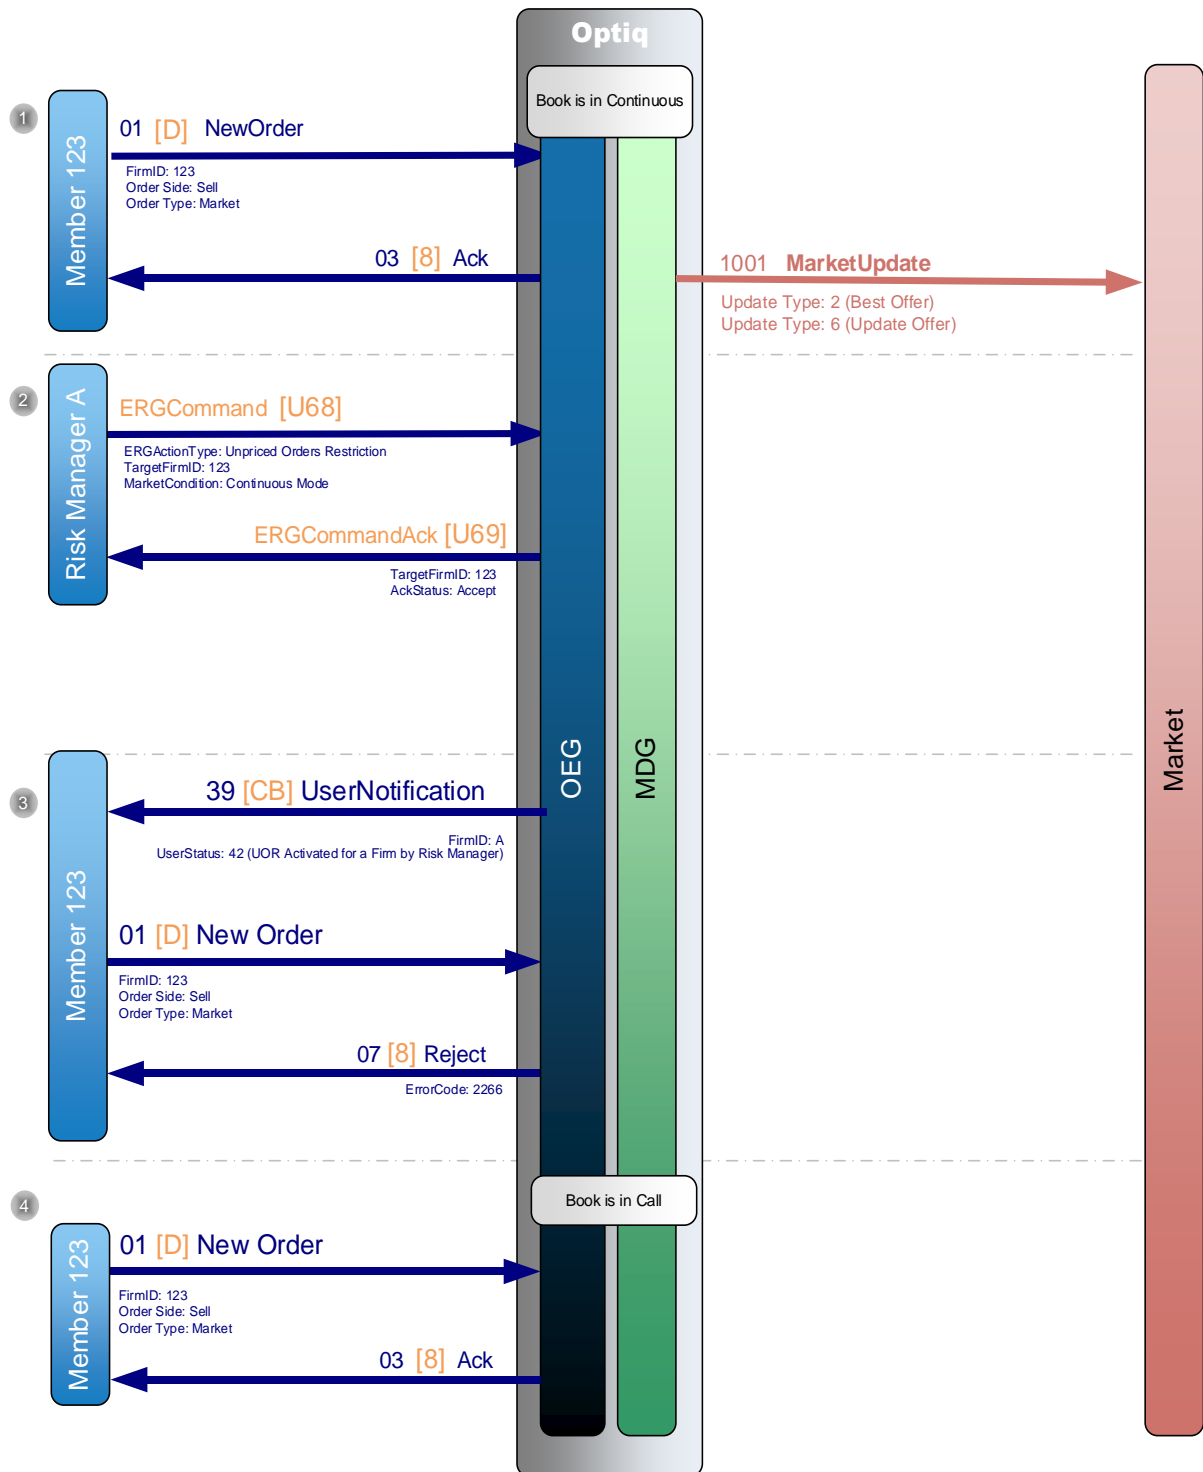 Optiq
Book is in Continuous
1
Member 123
01 [D] NewOrder
FirmID: 123
Order Side: Sell
Order Type: Market
03 [8] Ack
1001 MarketUpdate
Update Type: 2 (Best Offer)
Update Type: 6 (Update Offer)
2
Risk Manager A
ERGCommand [U68]
ERGActionType: Unpriced Orders Restriction
TargetFirmID: 123
MarketCondition: Continuous Mode
ERGCommandAck [U69]
TargetFirmID: 123
AckStatus: Accept
OEG
MDG
Market
3
Member 123
39 [CB] UserNotification
FirmID: A
UserStatus: 42 (UOR Activated for a Firm by Risk Manager)
01 [D] New Order
FirmID: 123
Order Side: Sell
Order Type: Market
07 [8] Reject
ErrorCode: 2266
Book is in Call
4
Member 123
01 [D] New Order
FirmID: 123
Order Side: Sell
Order Type: Market
03 [8] Ack